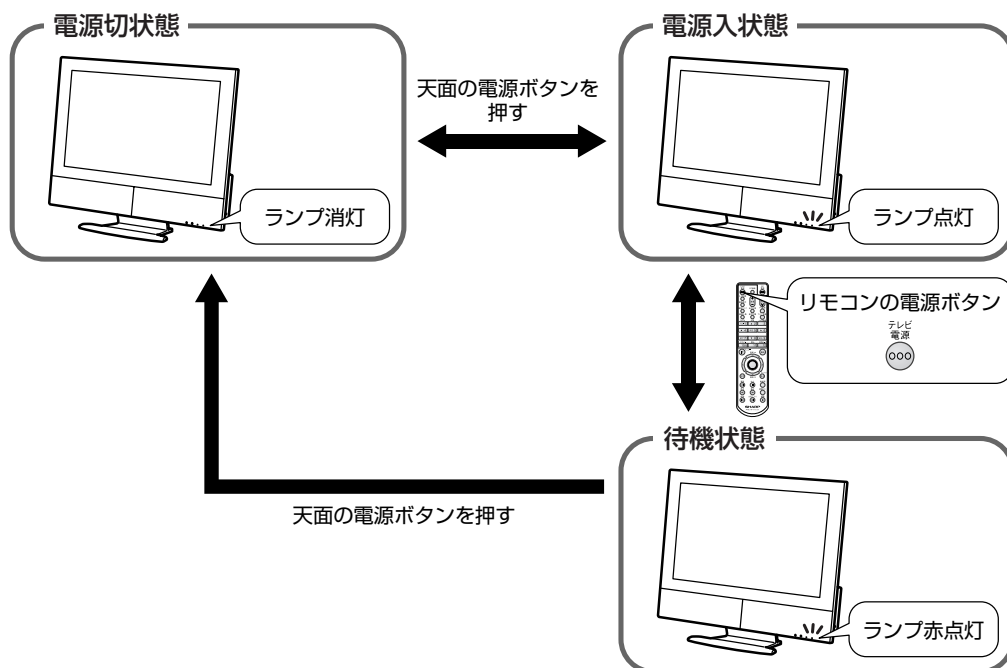 電源切状態
電源入状態
天面の電源ボタンを
押す
ランプ消灯
ランプ点灯
リモコンの電源ボタン
テレビ
電源
SHARP
待機状態
天面の電源ボタンを押す
ランプ赤点灯